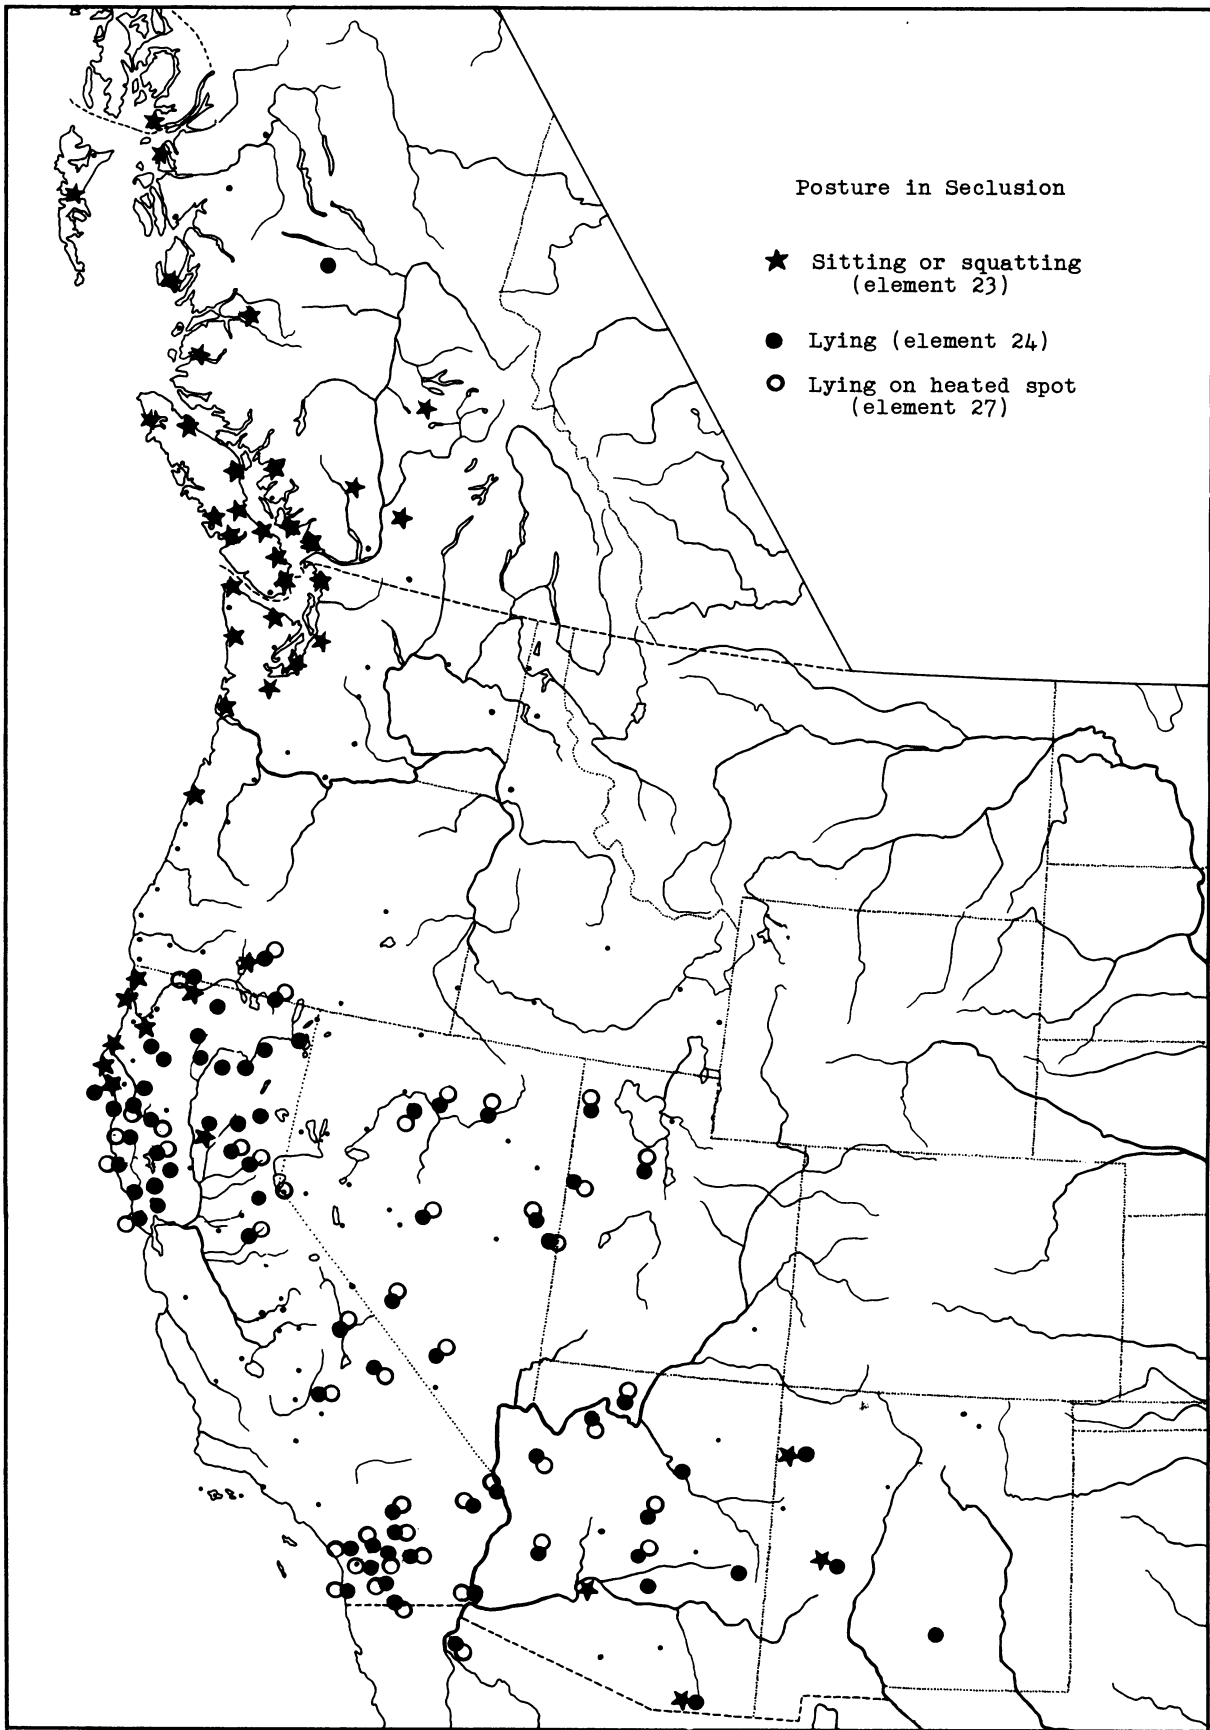 Posture in Seclusion
Sitting or squatting
(element 23)
Lying (element 24)
Lying on heated spot
(element 27)